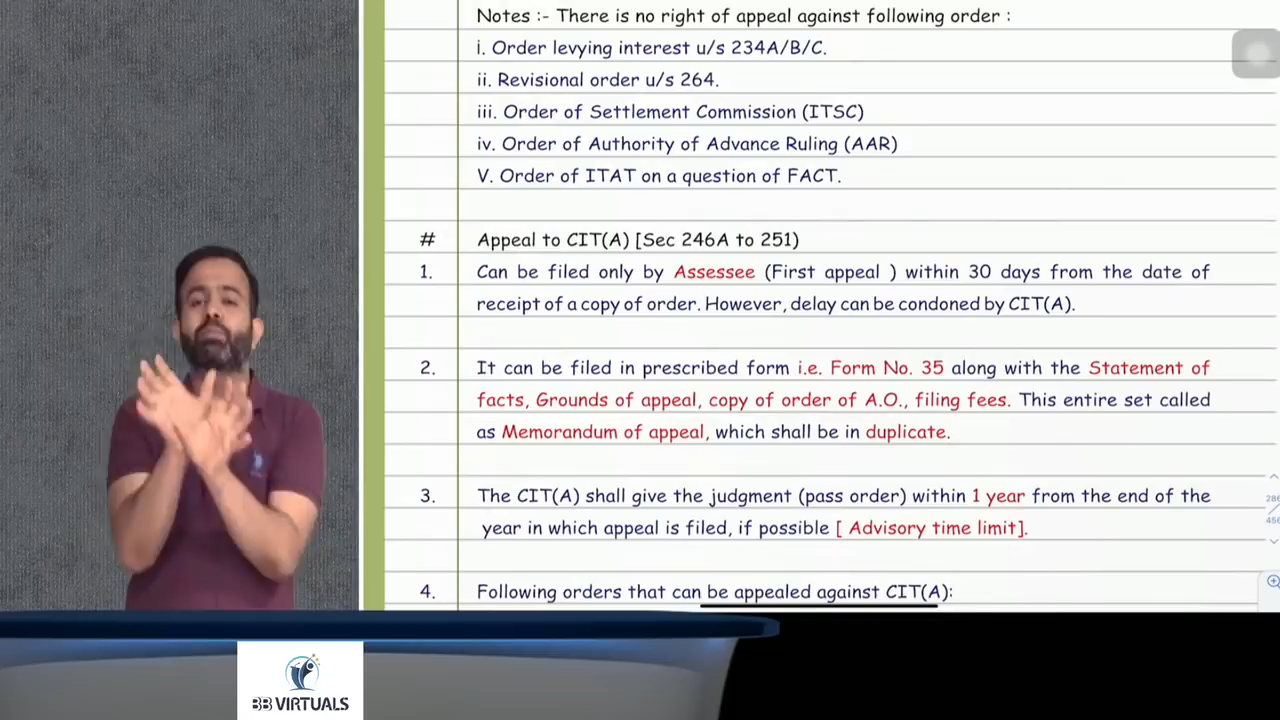 Notes :- There is no right of appeal against following order :
i. Order levying interest u/s 234A/B/C.
ii. Revisional order u/s 264.
iii. Order of Settlement Commission (ITSC)
iv. Order of Authority of Advance Ruling (AAR)
V. Order of ITAT on a question of FACT.
# Appeal to CIT(A) [Sec 246A to 251)
1. Can be filed only by Assessee (First appeal ) within 30 days from the date of
receipt of a copy of order. However, delay can be condoned by CIT(A).
2. It can be filed in prescribed form i.e. Form No. 35 along with the Statement of
facts, Grounds of appeal, copy of order of A.O., filing fees. This entire set called
as Memorandum of appeal, which shall be in duplicate.
3. The CIT(A) shall give the judgment (pass order) within 1 year from the end of the
year in which appeal is filed, if possible [ Advisory time limit].
286
456
4. Following orders that can be appealed against CIT(A):
BB VIRTUALS